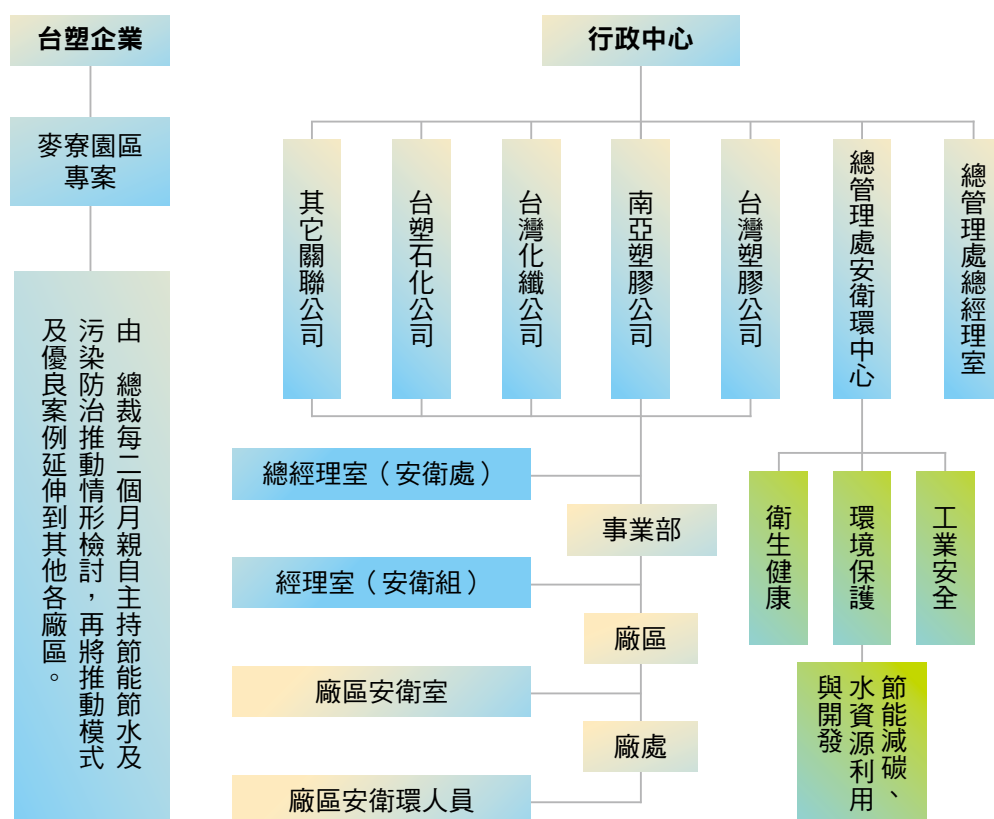 台塑企業
麥寮園區
專案
由　總裁每二個月親自主持節能節水及
污染防治推動情形檢討，再將推動模式
及優良案例延伸到其他各廠區。
行政中心
其它關聯公司
台塑石化公司
台灣化纖公司
南亞塑膠公司
台灣塑膠公司
總管理處安衛環中心
總管理處總經理室
總經理室（安衛處）
事業部
經理室（安衛組）
廠區
廠區安衛室
廠處
廠區安衛環人員
衛生健康
環境保護
工業安全
節能減碳、
水資源利用
與開發